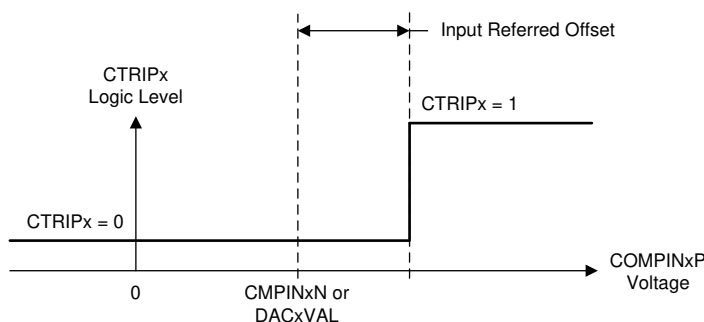 Input Referred Offset
CTRIPx
Logic Level
CTRIPx = 1
CTRIPx = 0
COMPINxP
Voltage
0
CMPINxN or
DACxVAL